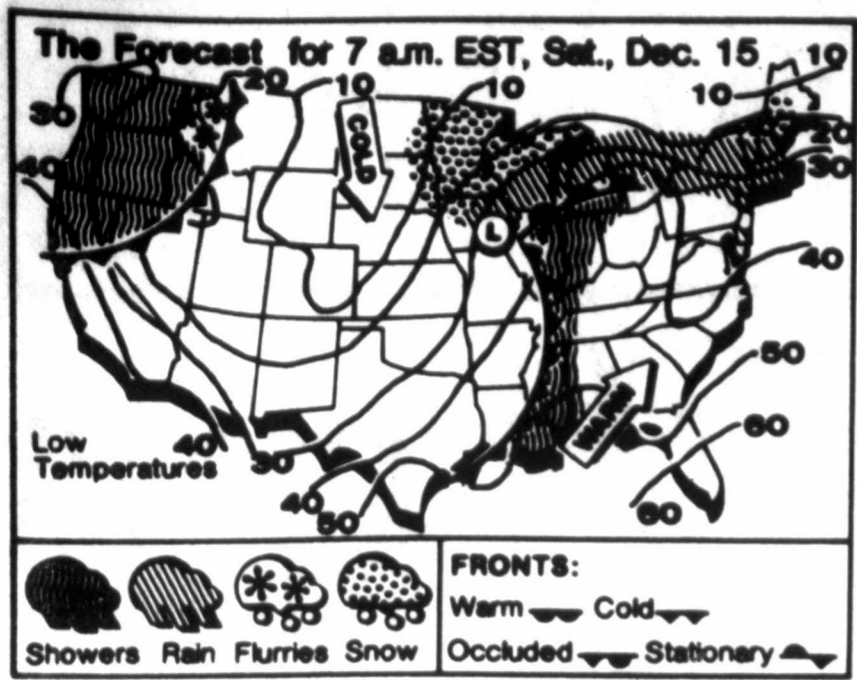 The Forecast for 7 a.m. EST, Sat., Dec. 15
30
20
10
10
10
10
20
30
40
COLD
L
40
50
60
WARM
Low
Temperatures
40
30
40
50
60
FRONTS:
Warm Cold
Showers Rain Flurries Snow
Occluded Stationary